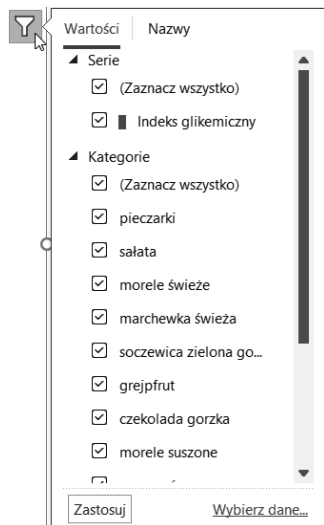 Wartości Nazwy
Serie
(Zaznacz wszystko)
Indeks glikemiczny
Kategorie
(Zaznacz wszystko)
pieczarki
sałata
morele świeże
marchewka świeża
soczewica zielona go...
grejpfrut
czekolada gorzka
morele suszone
Zastosuj Wybierz dane...